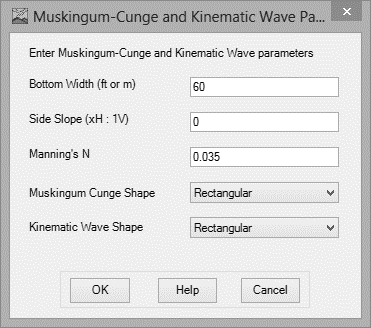 Muskingum-Cunge and Kinematic Wave Pa...
Enter Muskingum-Cunge and Kinematic Wave parameters
Bottom Width (ft or m) 60
Side Slope (xH : 1V) 0
Manning's N 0.035
Muskingum Cunge Shape Rectangular
Kinematic Wave Shape Rectangular
OK Help Cancel